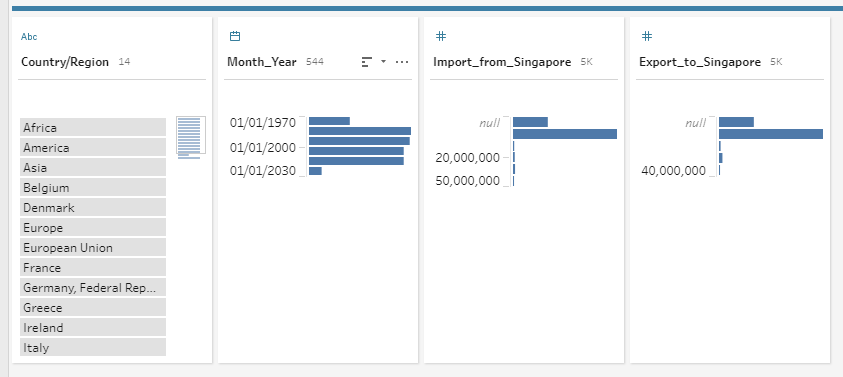 Abc
Country/Region 14
Africa
America
Asia
Belgium
Denmark
Europe
European Union
France
Germany, Federal Rep...
Greece
Ireland
Italy
Month_Year 544
01/01/1970
01/01/2000
01/01/2030
#
Import_from_Singapore 5K
null
20,000,000
50,000,000
#
Export_to_Singapore 5K
null
40,000,000